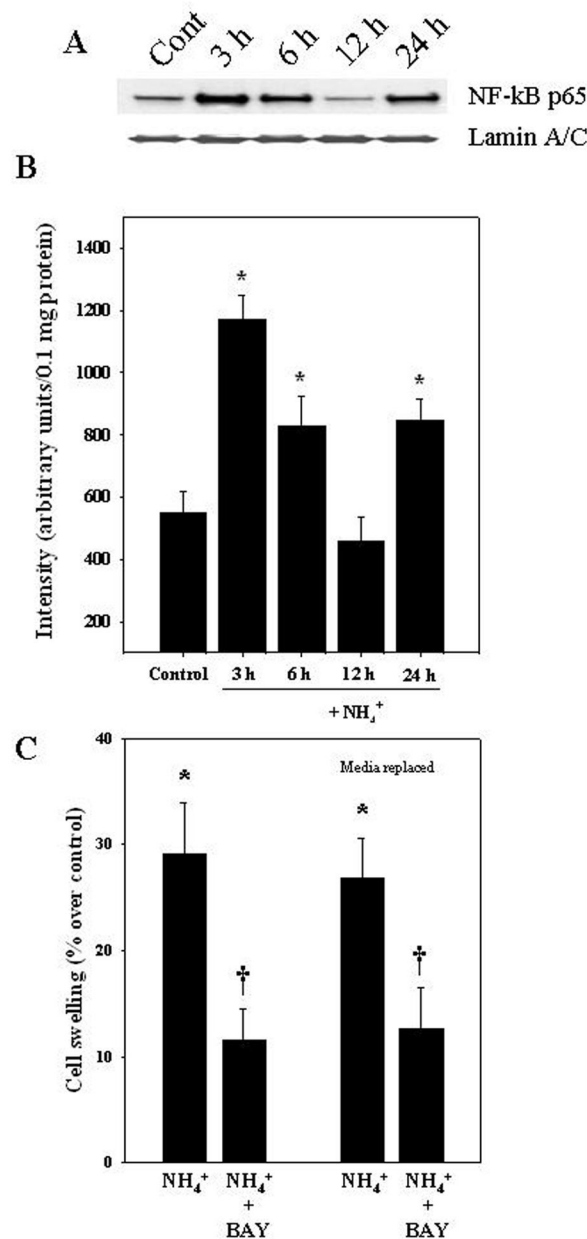 A
Cont 3 h 6 h 12 h 24 h
NF-kB p65
Lamin A/C
B
Intensity (arbitrary units/0.1 mg protein)
1400
1200
1000
800
600
400
200
*
*
*
Control 3 h 6 h 12 h 24 h
+ NH₄⁺
C
Cell swelling (% over control)
40
30
20
10
0
Media replaced
* † * †
NH₄⁺ NH₄⁺ NH₄⁺ NH₄⁺
+ +
BAY BAY